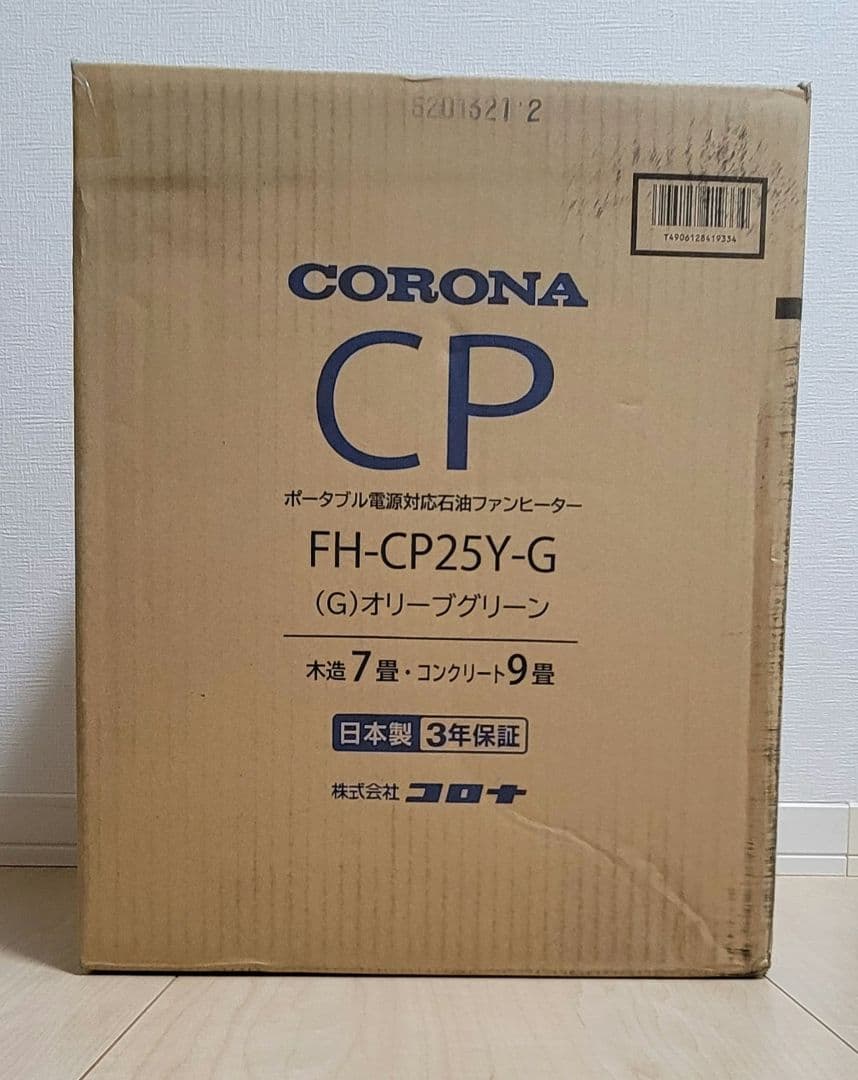 T4906128419334
CORONA
CP
ポータブル電源対応石油ファンヒーター
FH-CP25Y-G
（G）オリーブグリーン
木造7畳・コンクリート9畳
日本製 3年保証
株式会社 コロナ